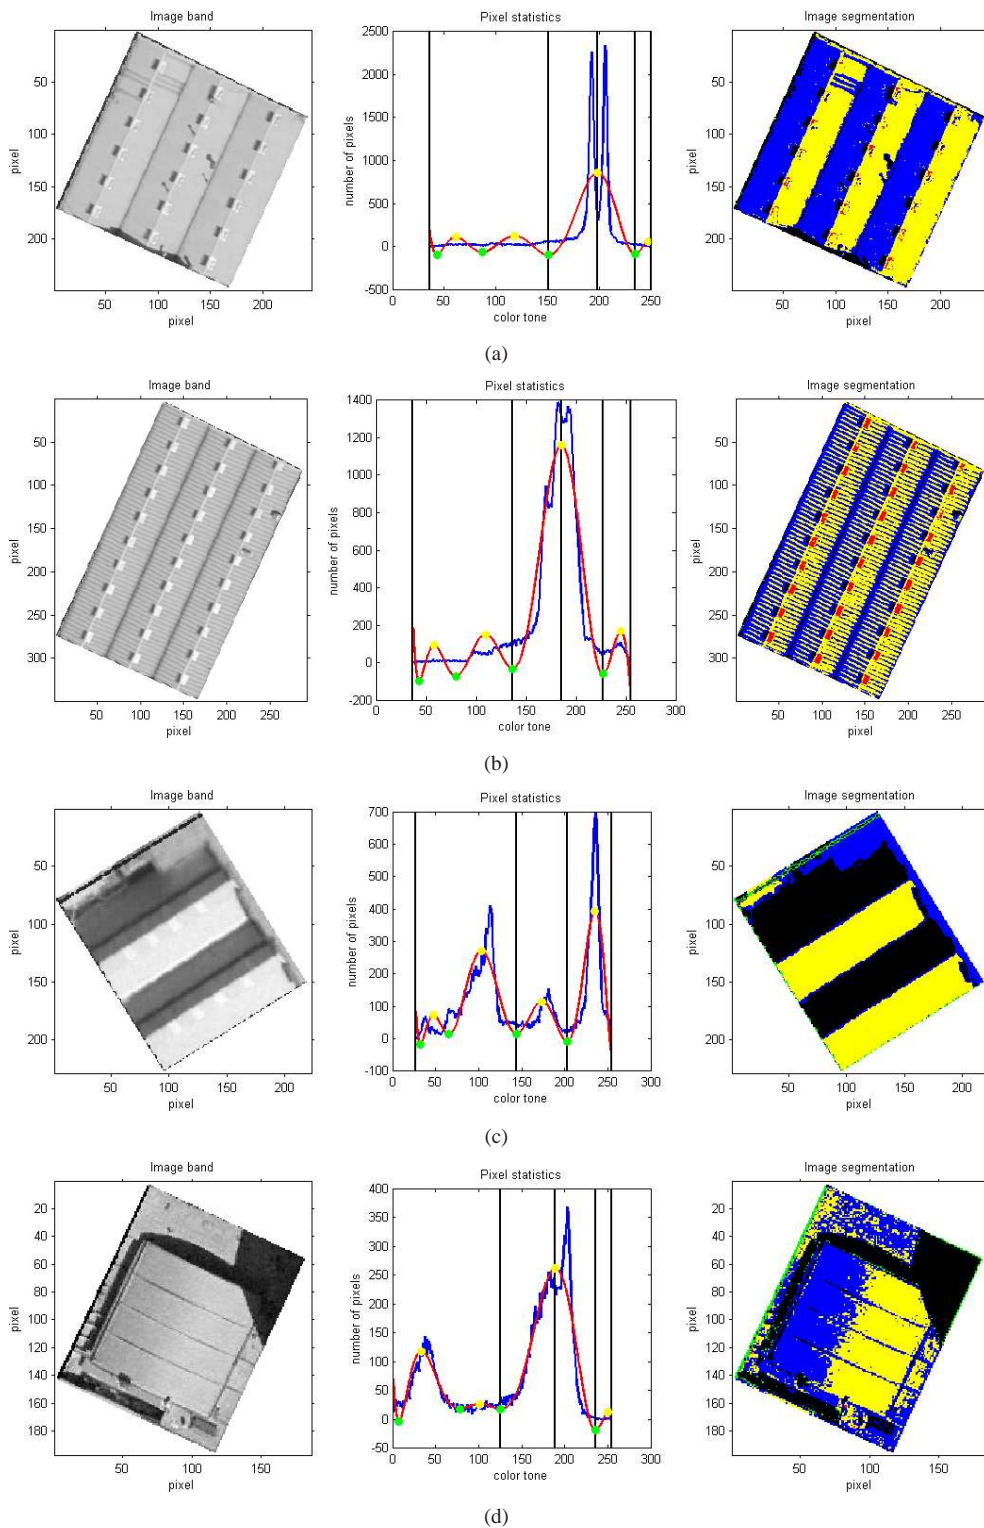 Image band
Pixel statistics
Image segmentation
2500
2000
1500
1000
500
0
-500
number of pixels
0 50 100 150 200 250
color tone
50
100
150
200
pixel
50 100 150 200
pixel
50
100
150
200
pixel
50 100 150 200
pixel
(a)
Image band
Pixel statistics
Image segmentation
50
100
150
200
250
300
pixel
50 100 150 200 250
pixel
1400
1200
1000
800
600
400
200
0
-200
number of pixels
0 50 100 150 200 250 300
color tone
50
100
150
200
250
300
pixel
50 100 150 200 250
pixel
(b)
Image band
Pixel statistics
Image segmentation
50
100
150
200
pixel
50 100 150 200
pixel
700
600
500
400
300
200
100
0
-100
number of pixels
0 50 100 150 200 250 300
color tone
50
100
150
200
pixel
50 100 150 200
pixel
(c)
Image band
Pixel statistics
Image segmentation
20
40
60
80
100
120
140
160
180
pixel
50 100 150
pixel
400
350
300
250
200
150
100
50
0
-50
number of pixels
0 50 100 150 200 250 300
color tone
20
40
60
80
100
120
140
160
180
pixel
50 100 150
pixel
(d)